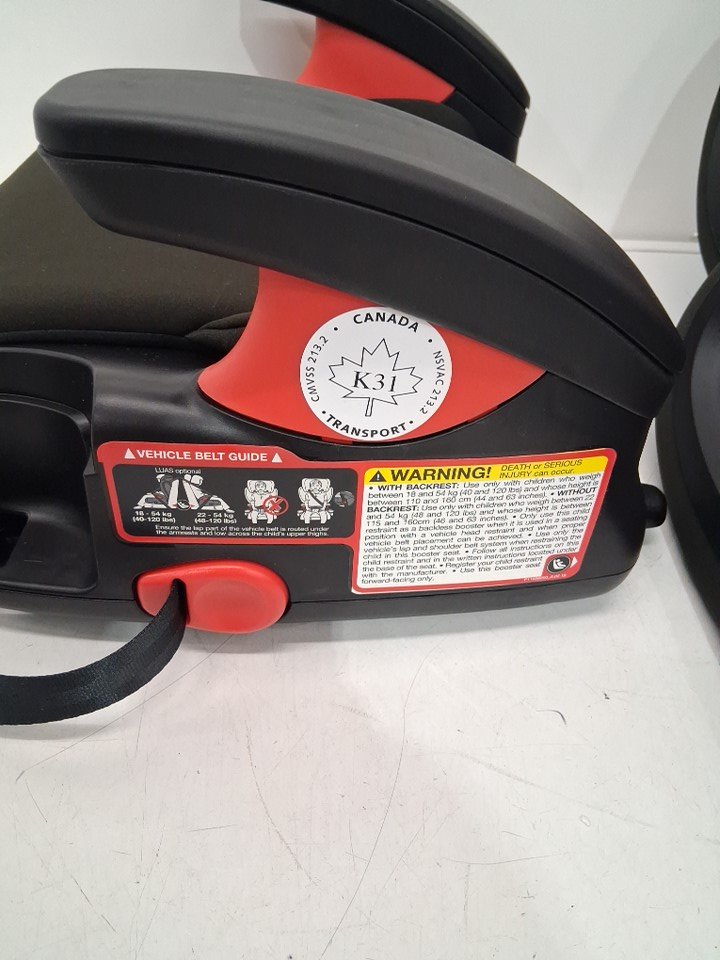 CANADA
CMVSS 213.2 • NSVAC 213.2
K31
• TRANSPORT •
VEHICLE BELT GUIDE
LUAS optional
18 - 54 kg 22 - 54 kg
(40-120 lbs) (48-120 lbs)
Ensure the lap part of the vehicle belt is routed under
the armrests and low across the child's upper thighs.
WARNING! DEATH or SERIOUS
INJURY can occur
• WITH BACKREST: Use only with children who weigh
between 18 and 54 kg (40 and 120 lbs) and whose height is
between 110 and 160 cm (44 and 63 inches). • WITHOUT
BACKREST: Use only with children who weigh between 22
and 54 kg (48 and 120 lbs) and whose height is between
115 and 160cm (46 and 63 inches). • Only use this child
restraint as a backless booster when it is used in a seating
position with a vehicle head restraint and when proper
vehicle belt placement can be achieved. • Use only the
vehicle's lap and shoulder belt system when restraining the
child in this booster seat. • Follow all instructions on this
child restraint and in the written instructions located under
the base of the seat. • Register your child restraint
with the manufacturer. • Use this booster seat
forward-facing only.